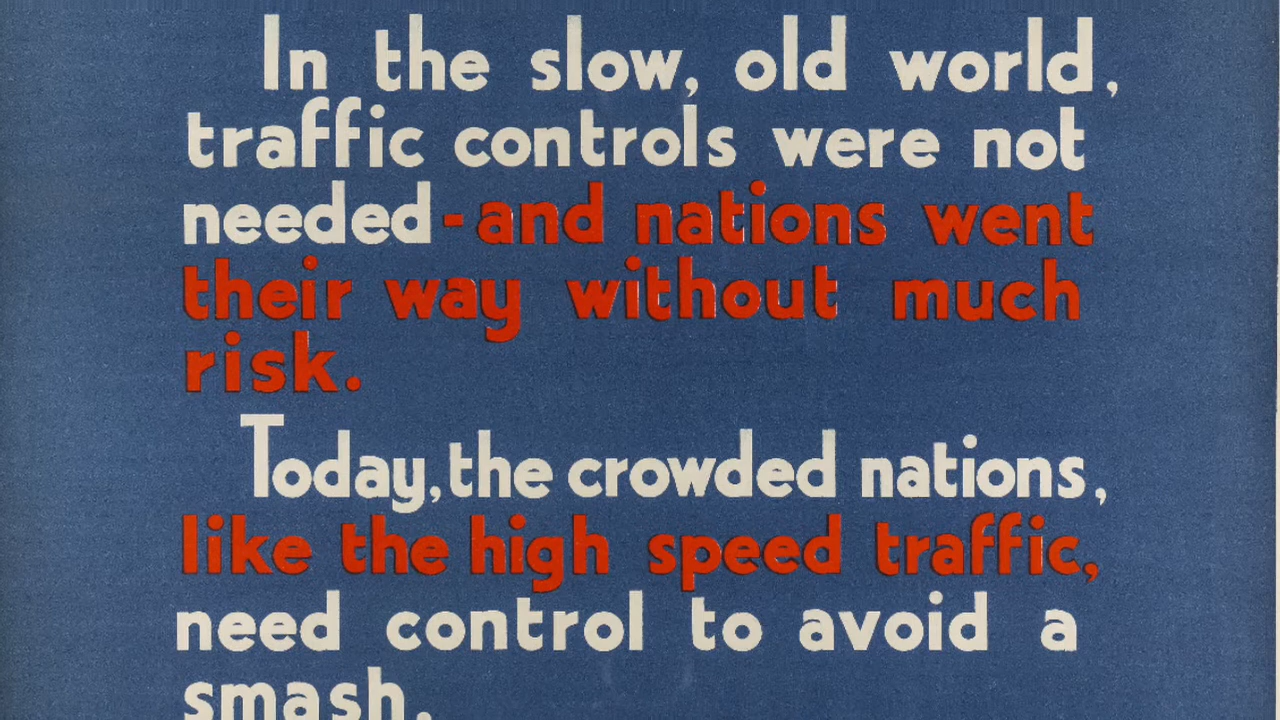 In the slow, old world,
traffic controls were not
needed-and nations went
their way without much
risk.
Today, the crowded nations,
like the high speed traffic,
need control to avoid a
smash.